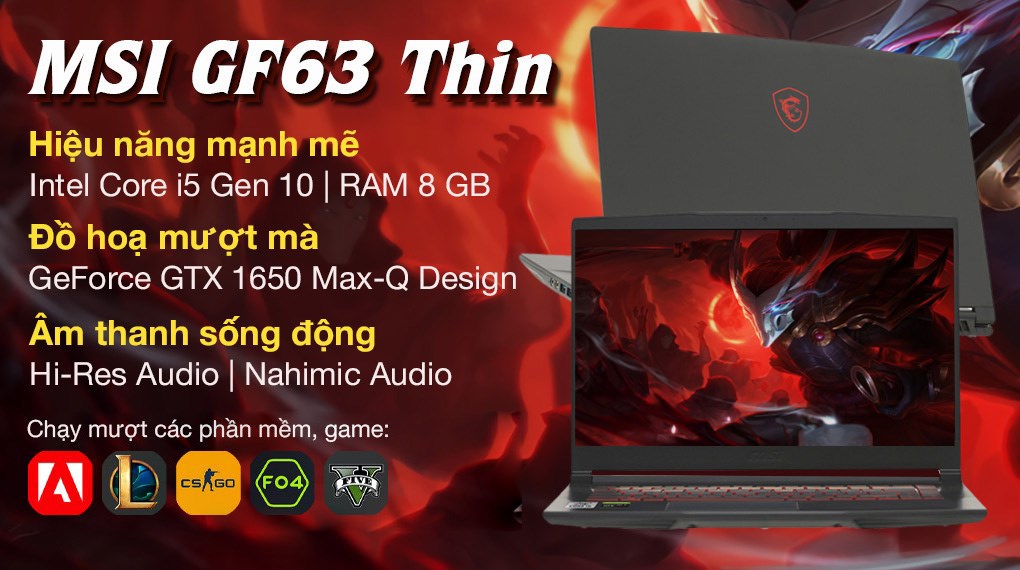 MSI GF63 Thin
Hiệu năng mạnh mẽ
Intel Core i5 Gen 10 | RAM 8 GB
Đồ hoạ mượt mà
GeForce GTX 1650 Max-Q Design
Âm thanh sống động
Hi-Res Audio | Nahimic Audio
Chạy mượt các phần mềm, game:
L CS GO FO4 V FIVE